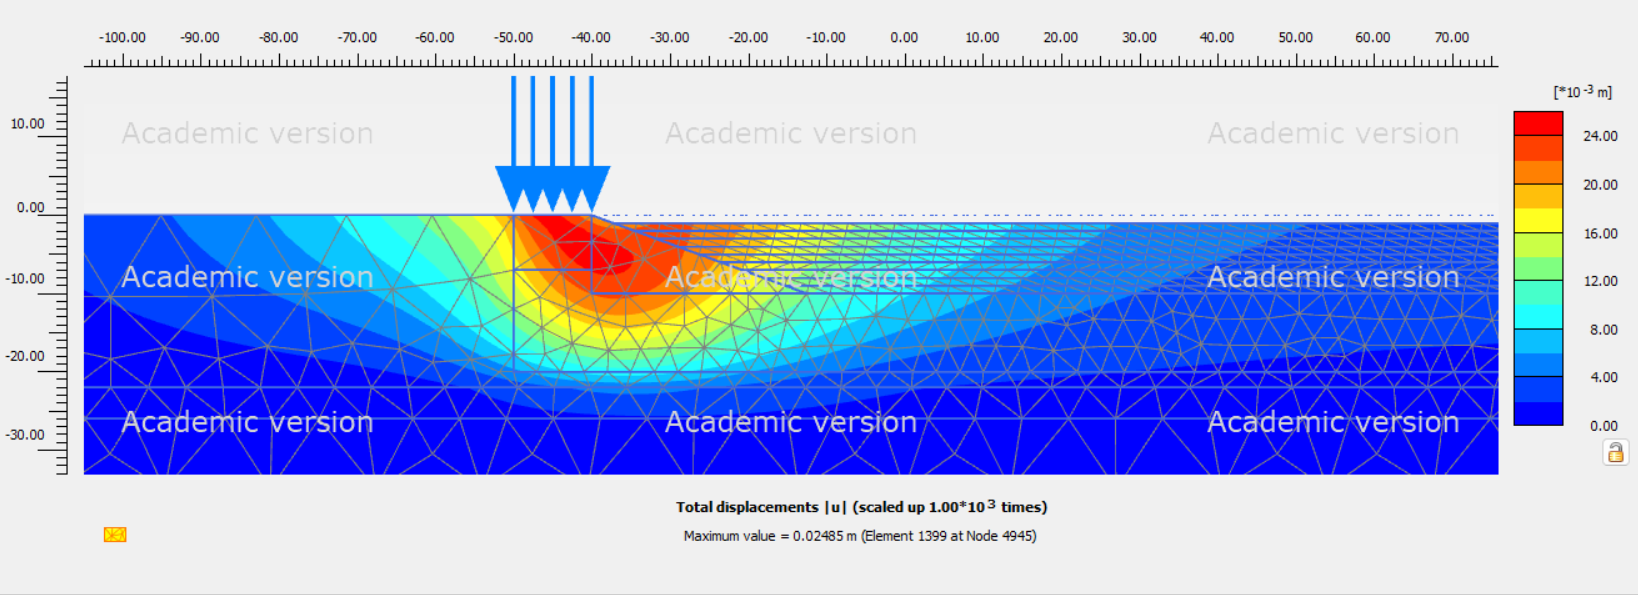 -100.00 -90.00 -80.00 -70.00 -60.00 -50.00 -40.00 -30.00 -20.00 -10.00 0.00 10.00 20.00 30.00 40.00 50.00 60.00 70.00
[*10 -3 m]
10.00
Academic version Academic version Academic version
24.00
0.00
20.00
16.00
-10.00
Academic version Academic version Academic version
12.00
8.00
-20.00
4.00
Academic version Academic version Academic version
0.00
-30.00
Total displacements |u| (scaled up 1.00*10 3 times)
Maximum value = 0.02485 m (Element 1399 at Node 4945)